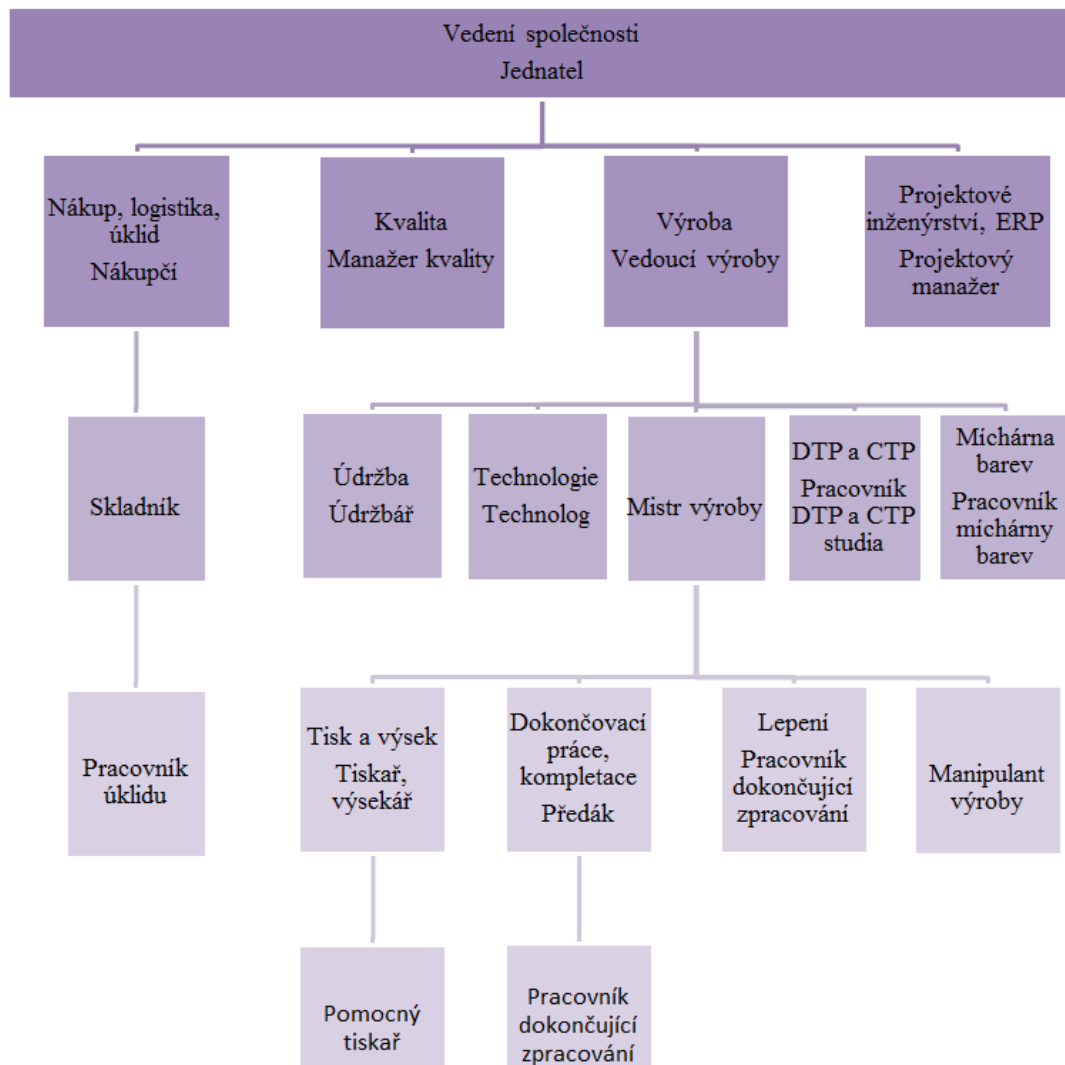 Vedení společnosti
Jednatel
Nákup, logistika,
úklid
Nákupčí
Kvalita
Manažer kvality
Výroba
Vedoucí výroby
Projektové
inženýrství, ERP
Projektový
manažer
Skladník
Údržba
Údržbář
Technologie
Technolog
Mistr výroby
DTP a CTP
Pracovník
DTP a CTP
studia
Míchárna
barev
Pracovník
míchárny
barev
Pracovník
úklidu
Tisk a výsek
Tiskař,
výsekář
Dokončovací
práce,
kompletace
Předák
Lepení
Pracovník
dokončující
zpracování
Manipulant
výroby
Pomocný
tiskař
Pracovník
dokončující
zpracování